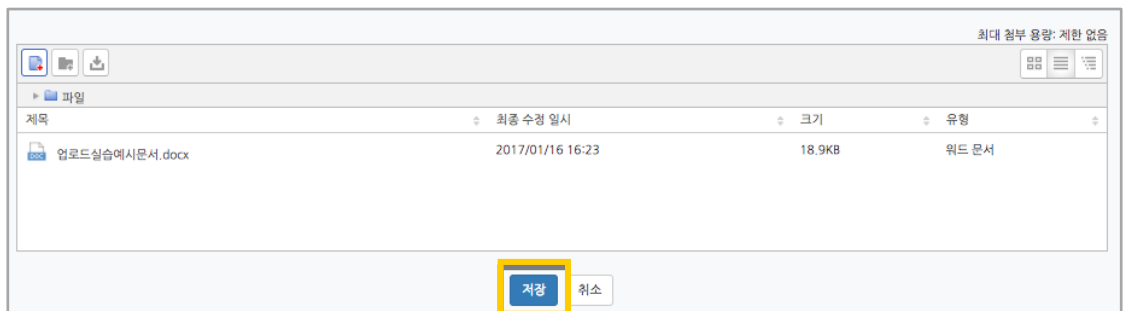 최대 첨부 용량: 제한 없음
파일
제목 최종 수정 일시 크기 유형
DOC 업로드실습예시문서.docx 2017/01/16 16:23 18.9KB 워드 문서
저장 취소